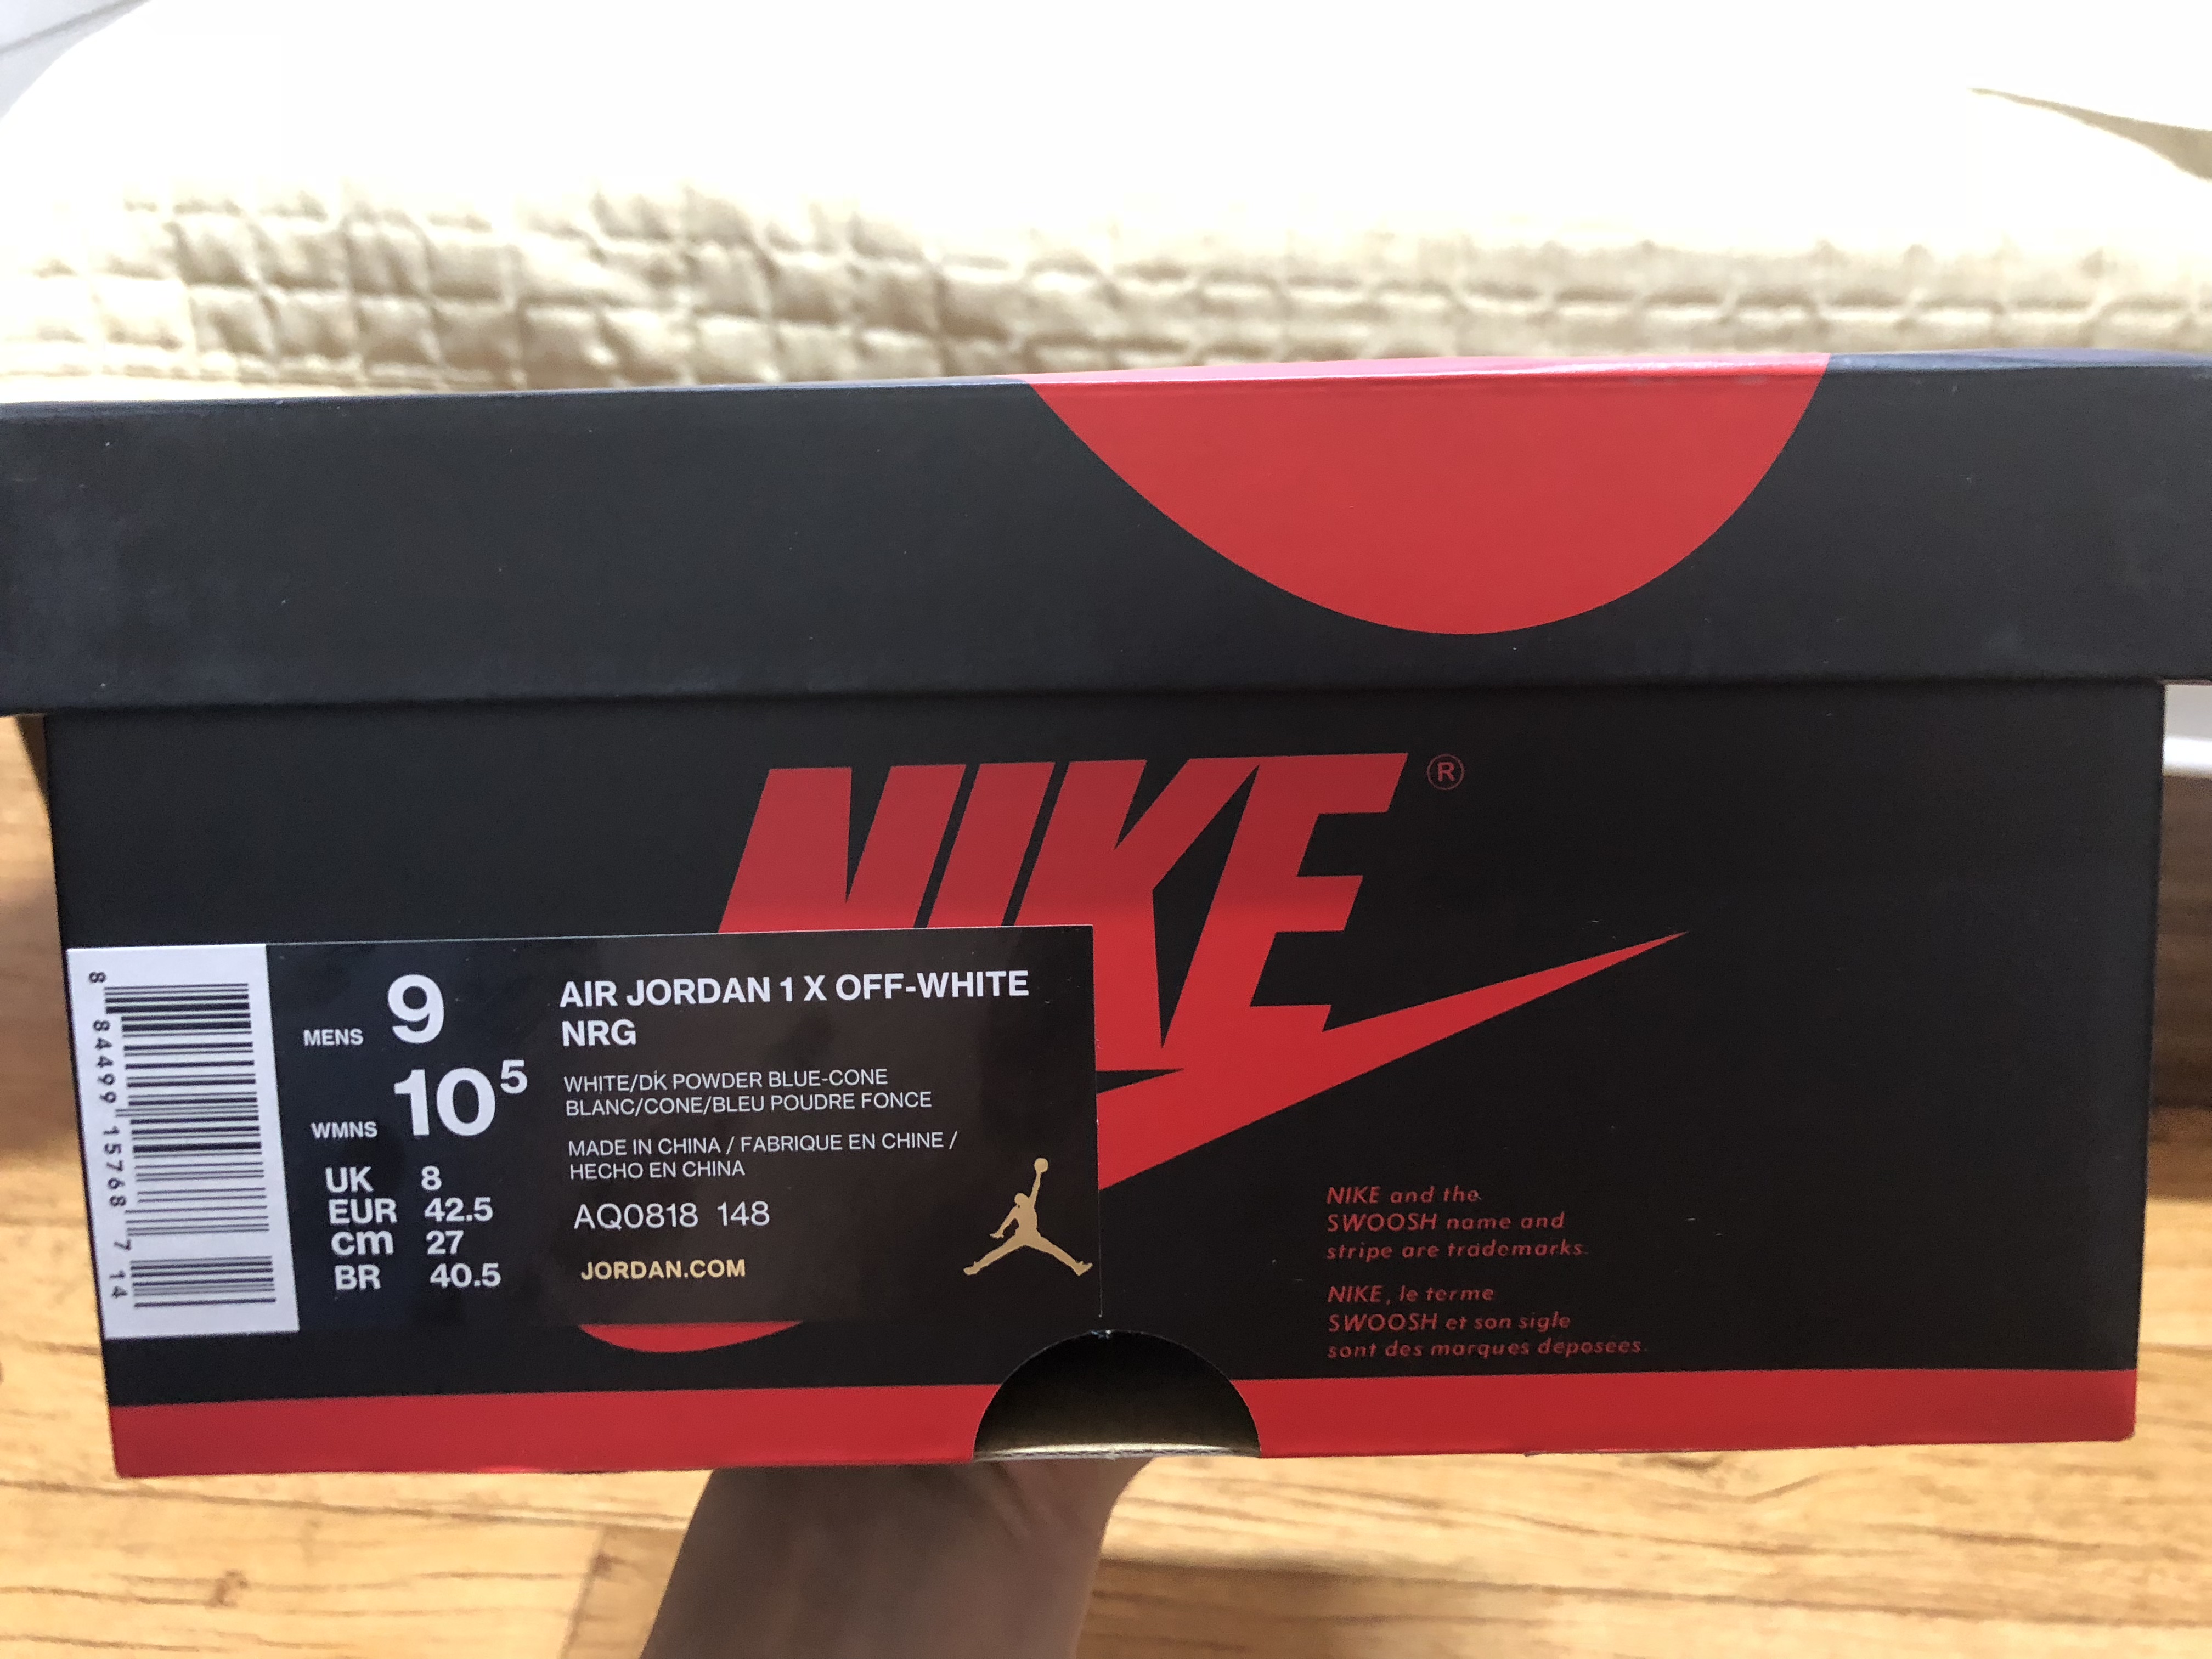 NIKE ®
8 84499 15768 7 14
MENS 9
WMNS 10 5
UK 8
EUR 42.5
cm 27
BR 40.5
AIR JORDAN 1 X OFF-WHITE
NRG
WHITE/DK POWDER BLUE-CONE
BLANC/CONE/BLEU POUDRE FONCE
MADE IN CHINA / FABRIQUE EN CHINE /
HECHO EN CHINA
AQ0818 148
JORDAN.COM
NIKE and the
SWOOSH name and
stripe are trademarks.
NIKE, le terme
SWOOSH et son sigle
sont des marques deposees.